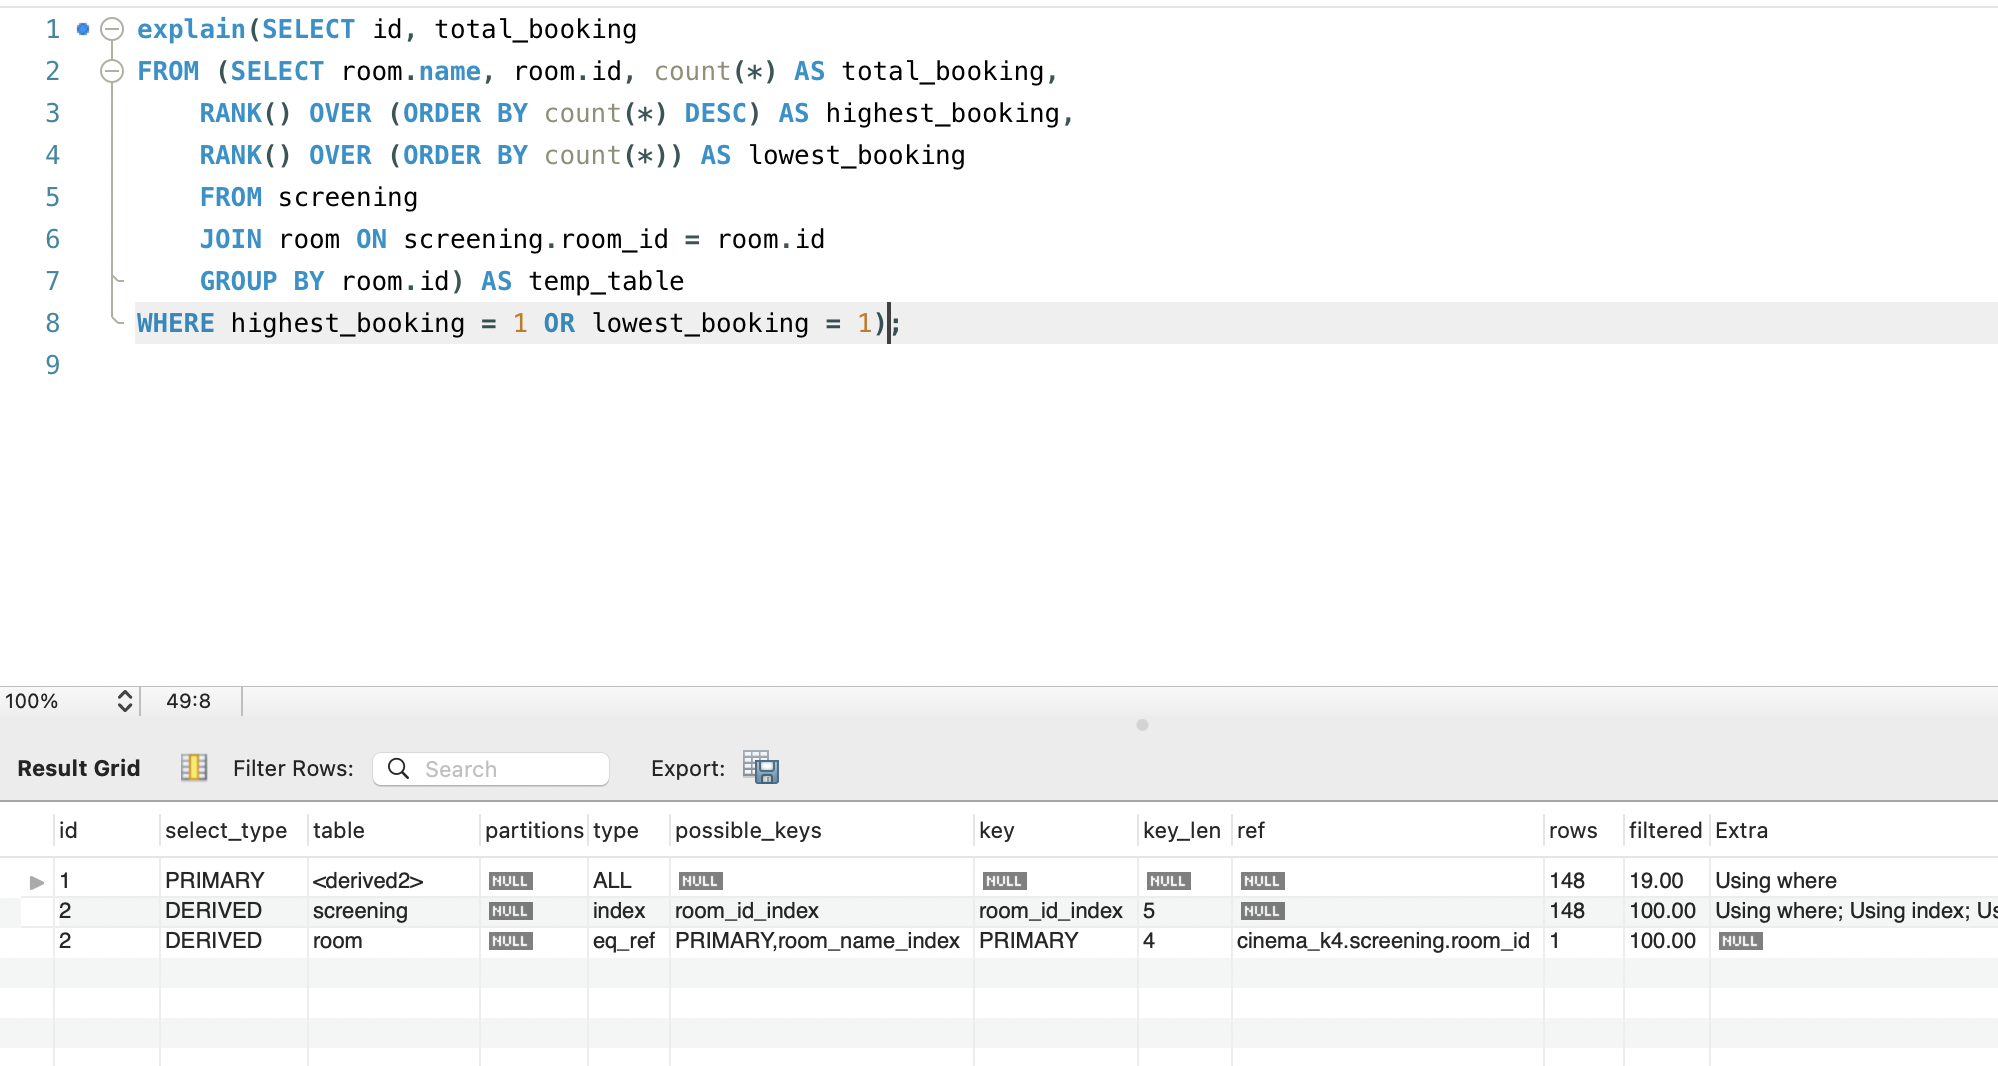 1 explain(SELECT id, total_booking
2 FROM (SELECT room.name, room.id, count(*) AS total_booking,
3 RANK() OVER (ORDER BY count(*) DESC) AS highest_booking,
4 RANK() OVER (ORDER BY count(*)) AS lowest_booking
5 FROM screening
6 JOIN room ON screening.room_id = room.id
7 GROUP BY room.id) AS temp_table
8 WHERE highest_booking = 1 OR lowest_booking = 1);
9
100% 49:8
Result Grid Filter Rows: Search Export:
id select_type table partitions type possible_keys key key_len ref rows filtered Extra
1 PRIMARY <derived2> NULL ALL NULL NULL NULL NULL 148 19.00 Using where
2 DERIVED screening NULL index room_id_index room_id_index 5 NULL 148 100.00 Using where; Using index; Us
2 DERIVED room NULL eq_ref PRIMARY,room_name_index PRIMARY 4 cinema_k4.screening.room_id 1 100.00 NULL